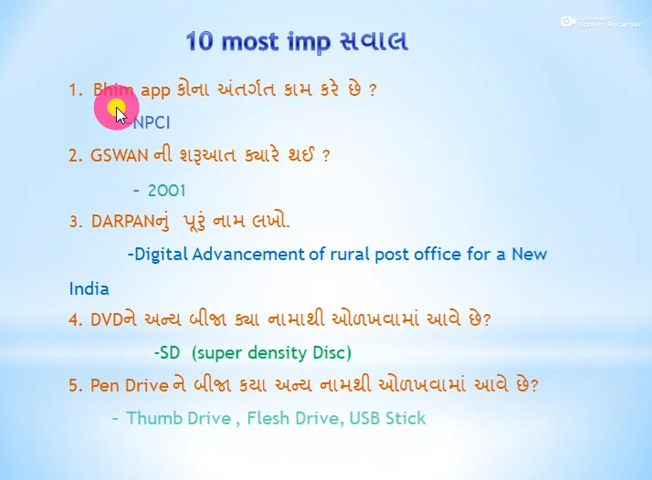 10 most imp સવાલ
1. Bhim app કોના અંતર્ગત કામ કરે છે ?
-NPCI
2. GSWAN ની શરૂઆત ક્યારે થઈ ?
- 2001
3. DARPANનું પૂરું નામ લખો.
-Digital Advancement of rural post office for a New
India
4. DVDને અન્ય બીજા ક્યા નામાથી ઓળખવામાં આવે છે?
-SD (super density Disc)
5. Pen Drive ને બીજા કયા અન્ય નામથી ઓળખવામાં આવે છે?
- Thumb Drive , Flesh Drive, USB Stick
Screen Recorder